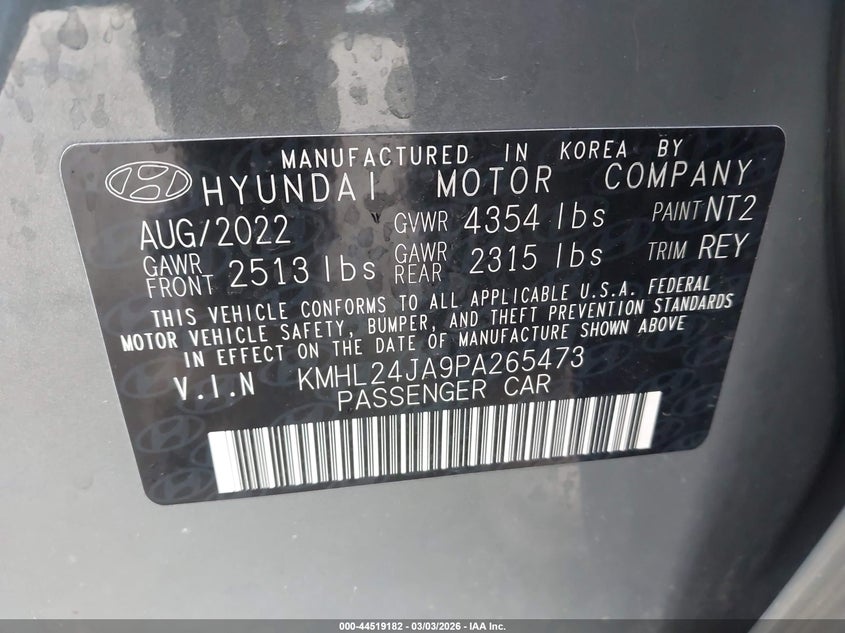 MANUFACTURED IN KOREA BY
HYUNDAI MOTOR COMPANY
AUG/2022 GVWR 4354 lbs PAINT NT2
GAWR FRONT 2513 lbs GAWR REAR 2315 lbs TRIM REY
THIS VEHICLE CONFORMS TO ALL APPLICABLE U.S.A. FEDERAL
MOTOR VEHICLE SAFETY, BUMPER, AND THEFT PREVENTION STANDARDS
IN EFFECT ON THE DATE OF MANUFACTURE SHOWN ABOVE
V.I.N KMHL24JA9PA265473
PASSENGER CAR
000-44519182 - 03/03/2026 - IAA Inc.